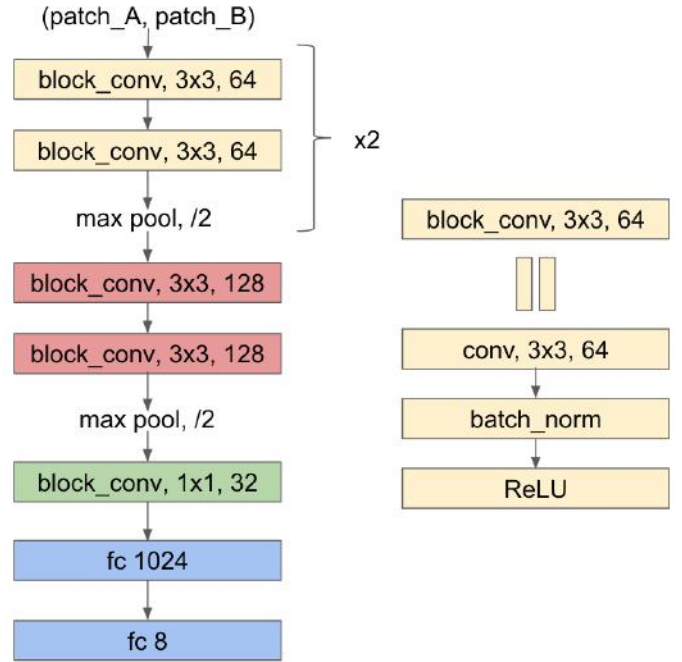 (patch_A, patch_B)
block_conv, 3x3, 64
block_conv, 3x3, 64
max pool, /2
x2
block_conv, 3x3, 128
block_conv, 3x3, 128
max pool, /2
block_conv, 1x1, 32
fc 1024
fc 8
block_conv, 3x3, 64
conv, 3x3, 64
batch_norm
ReLU